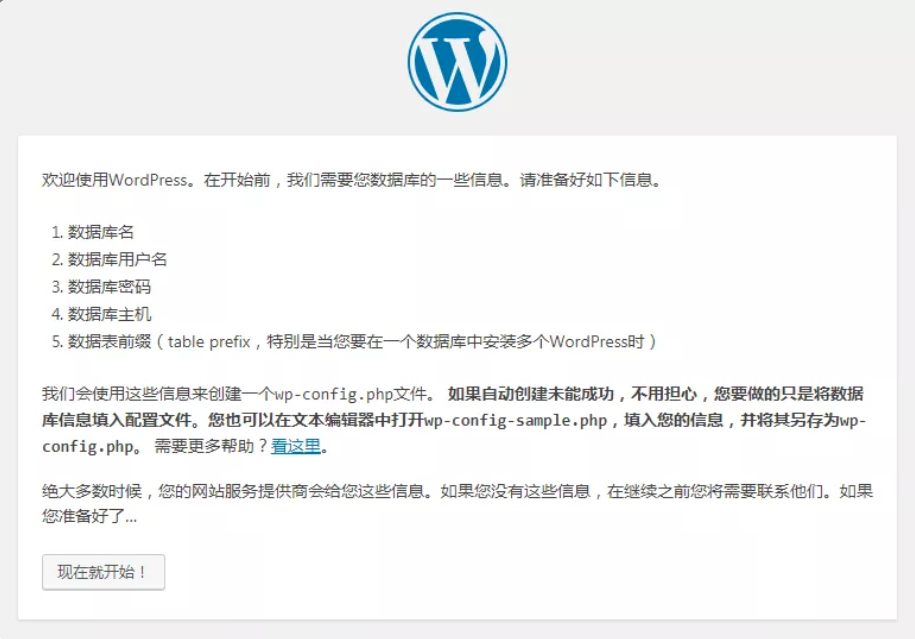 欢迎使用WordPress。在开始前，我们需要您数据库的一些信息。请准备好如下信息。
1. 数据库名
2. 数据库用户名
3. 数据库密码
4. 数据库主机
5. 数据表前缀（table prefix，特别是当您要在一个数据库中安装多个WordPress时）
我们会使用这些信息来创建一个wp-config.php文件。 如果自动创建未能成功，不用担心，您要做的只是将数据
库信息填入配置文件。您也可以在文本编辑器中打开wp-config-sample.php，填入您的信息，并将其另存为wp-
config.php。 需要更多帮助？看这里。
绝大多数时候，您的网站服务提供商会给您这些信息。如果您没有这些信息，在继续之前您将需要联系他们。如果
您准备好了…
现在就开始！